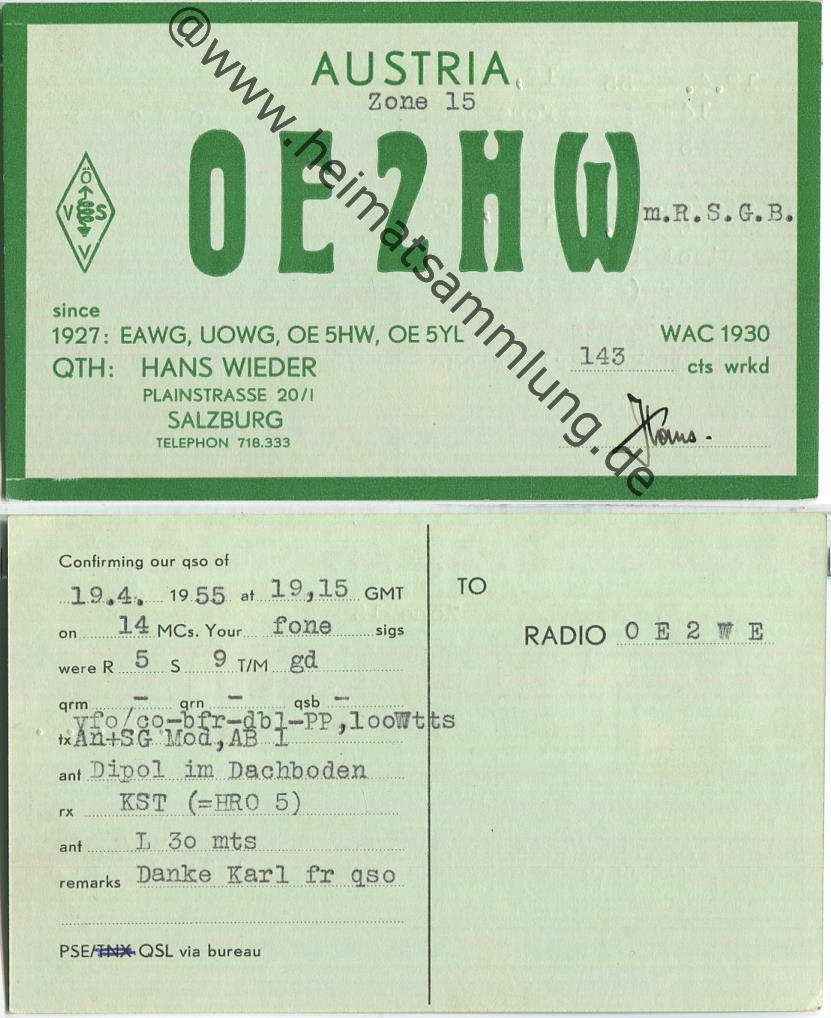 @www.heimatsammlung.de
AUSTRIA
Zone 15
OE2HW
m.R.S.G.B.
Ö
V S
V
since
1927: EAWG, UOWG, OE 5HW, OE 5YL
WAC 1930
QTH: HANS WIEDER
143 cts wrkd
PLAINSTRASSE 20/I
SALZBURG
TELEPHON 718.333
Hans.
Confirming our qso of
19.4. 1955 at 19,15 GMT
on 14 MCs. Your fone sigs
were R 5 S 9 T/M gd
qrm – qrn – qsb –
vfo/co-bfr-dbl-PP,looWtts
tx An+SG Mod,AB 1
ant Dipol im Dachboden
rx KST (=HRO 5)
ant L 3o mts
remarks Danke Karl fr qso
PSE/TNX QSL via bureau
TO
RADIO O E 2 W E